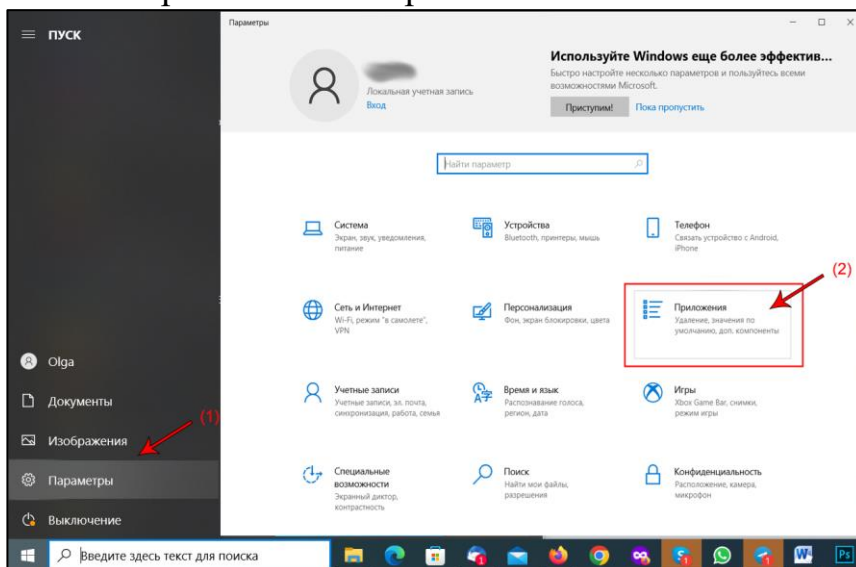 ПУСК
Olga
Документы
(1)
Изображения
Параметры
Выключение
Введите здесь текст для поиска
Параметры
Локальная учетная запись
Вход
Используйте Windows еще более эффектив...
Быстро настройте несколько параметров и пользуйтесь всеми
возможностями Microsoft.
Приступим!
Пока пропустить
Найти параметр
Система
Экран, звук, уведомления,
питание
Устройства
Bluetooth, принтеры, мышь
Телефон
Связать устройство с Android,
iPhone
(2)
Сеть и Интернет
Wi-Fi, режим "в самолете",
VPN
Персонализация
Фон, экран блокировки, цвета
Приложения
Удаление, значения по
умолчанию, доп. компоненты
Учетные записи
Учетные записи, эл. почта,
синхронизация, работа, семья
Время и язык
Распознавание голоса,
регион, дата
Игры
Xbox Game Bar, снимки,
режим игры
Специальные
возможности
Экранный диктор,
контрастность
Поиск
Найти мои файлы,
разрешения
Конфиденциальность
Расположение, камера,
микрофон
Ps